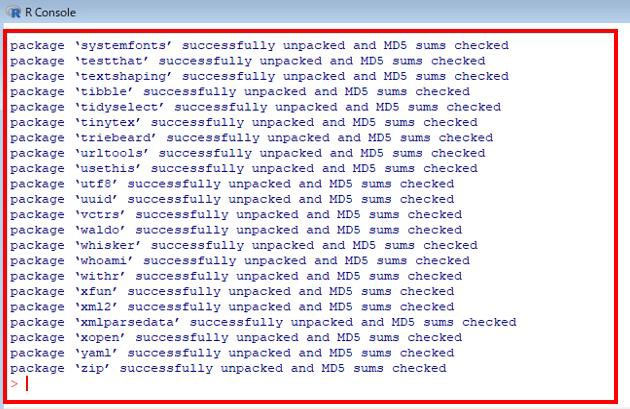 R Console
package ‘systemfonts’ successfully unpacked and MD5 sums checked
package ‘testthat’ successfully unpacked and MD5 sums checked
package ‘textshaping’ successfully unpacked and MD5 sums checked
package ‘tibble’ successfully unpacked and MD5 sums checked
package ‘tidyselect’ successfully unpacked and MD5 sums checked
package ‘tinytex’ successfully unpacked and MD5 sums checked
package ‘triebeard’ successfully unpacked and MD5 sums checked
package ‘urltools’ successfully unpacked and MD5 sums checked
package ‘usethis’ successfully unpacked and MD5 sums checked
package ‘utf8’ successfully unpacked and MD5 sums checked
package ‘uuid’ successfully unpacked and MD5 sums checked
package ‘vctrs’ successfully unpacked and MD5 sums checked
package ‘waldo’ successfully unpacked and MD5 sums checked
package ‘whisker’ successfully unpacked and MD5 sums checked
package ‘whoami’ successfully unpacked and MD5 sums checked
package ‘withr’ successfully unpacked and MD5 sums checked
package ‘xfun’ successfully unpacked and MD5 sums checked
package ‘xml2’ successfully unpacked and MD5 sums checked
package ‘xmlparsedata’ successfully unpacked and MD5 sums checked
package ‘xopen’ successfully unpacked and MD5 sums checked
package ‘yaml’ successfully unpacked and MD5 sums checked
package ‘zip’ successfully unpacked and MD5 sums checked
>